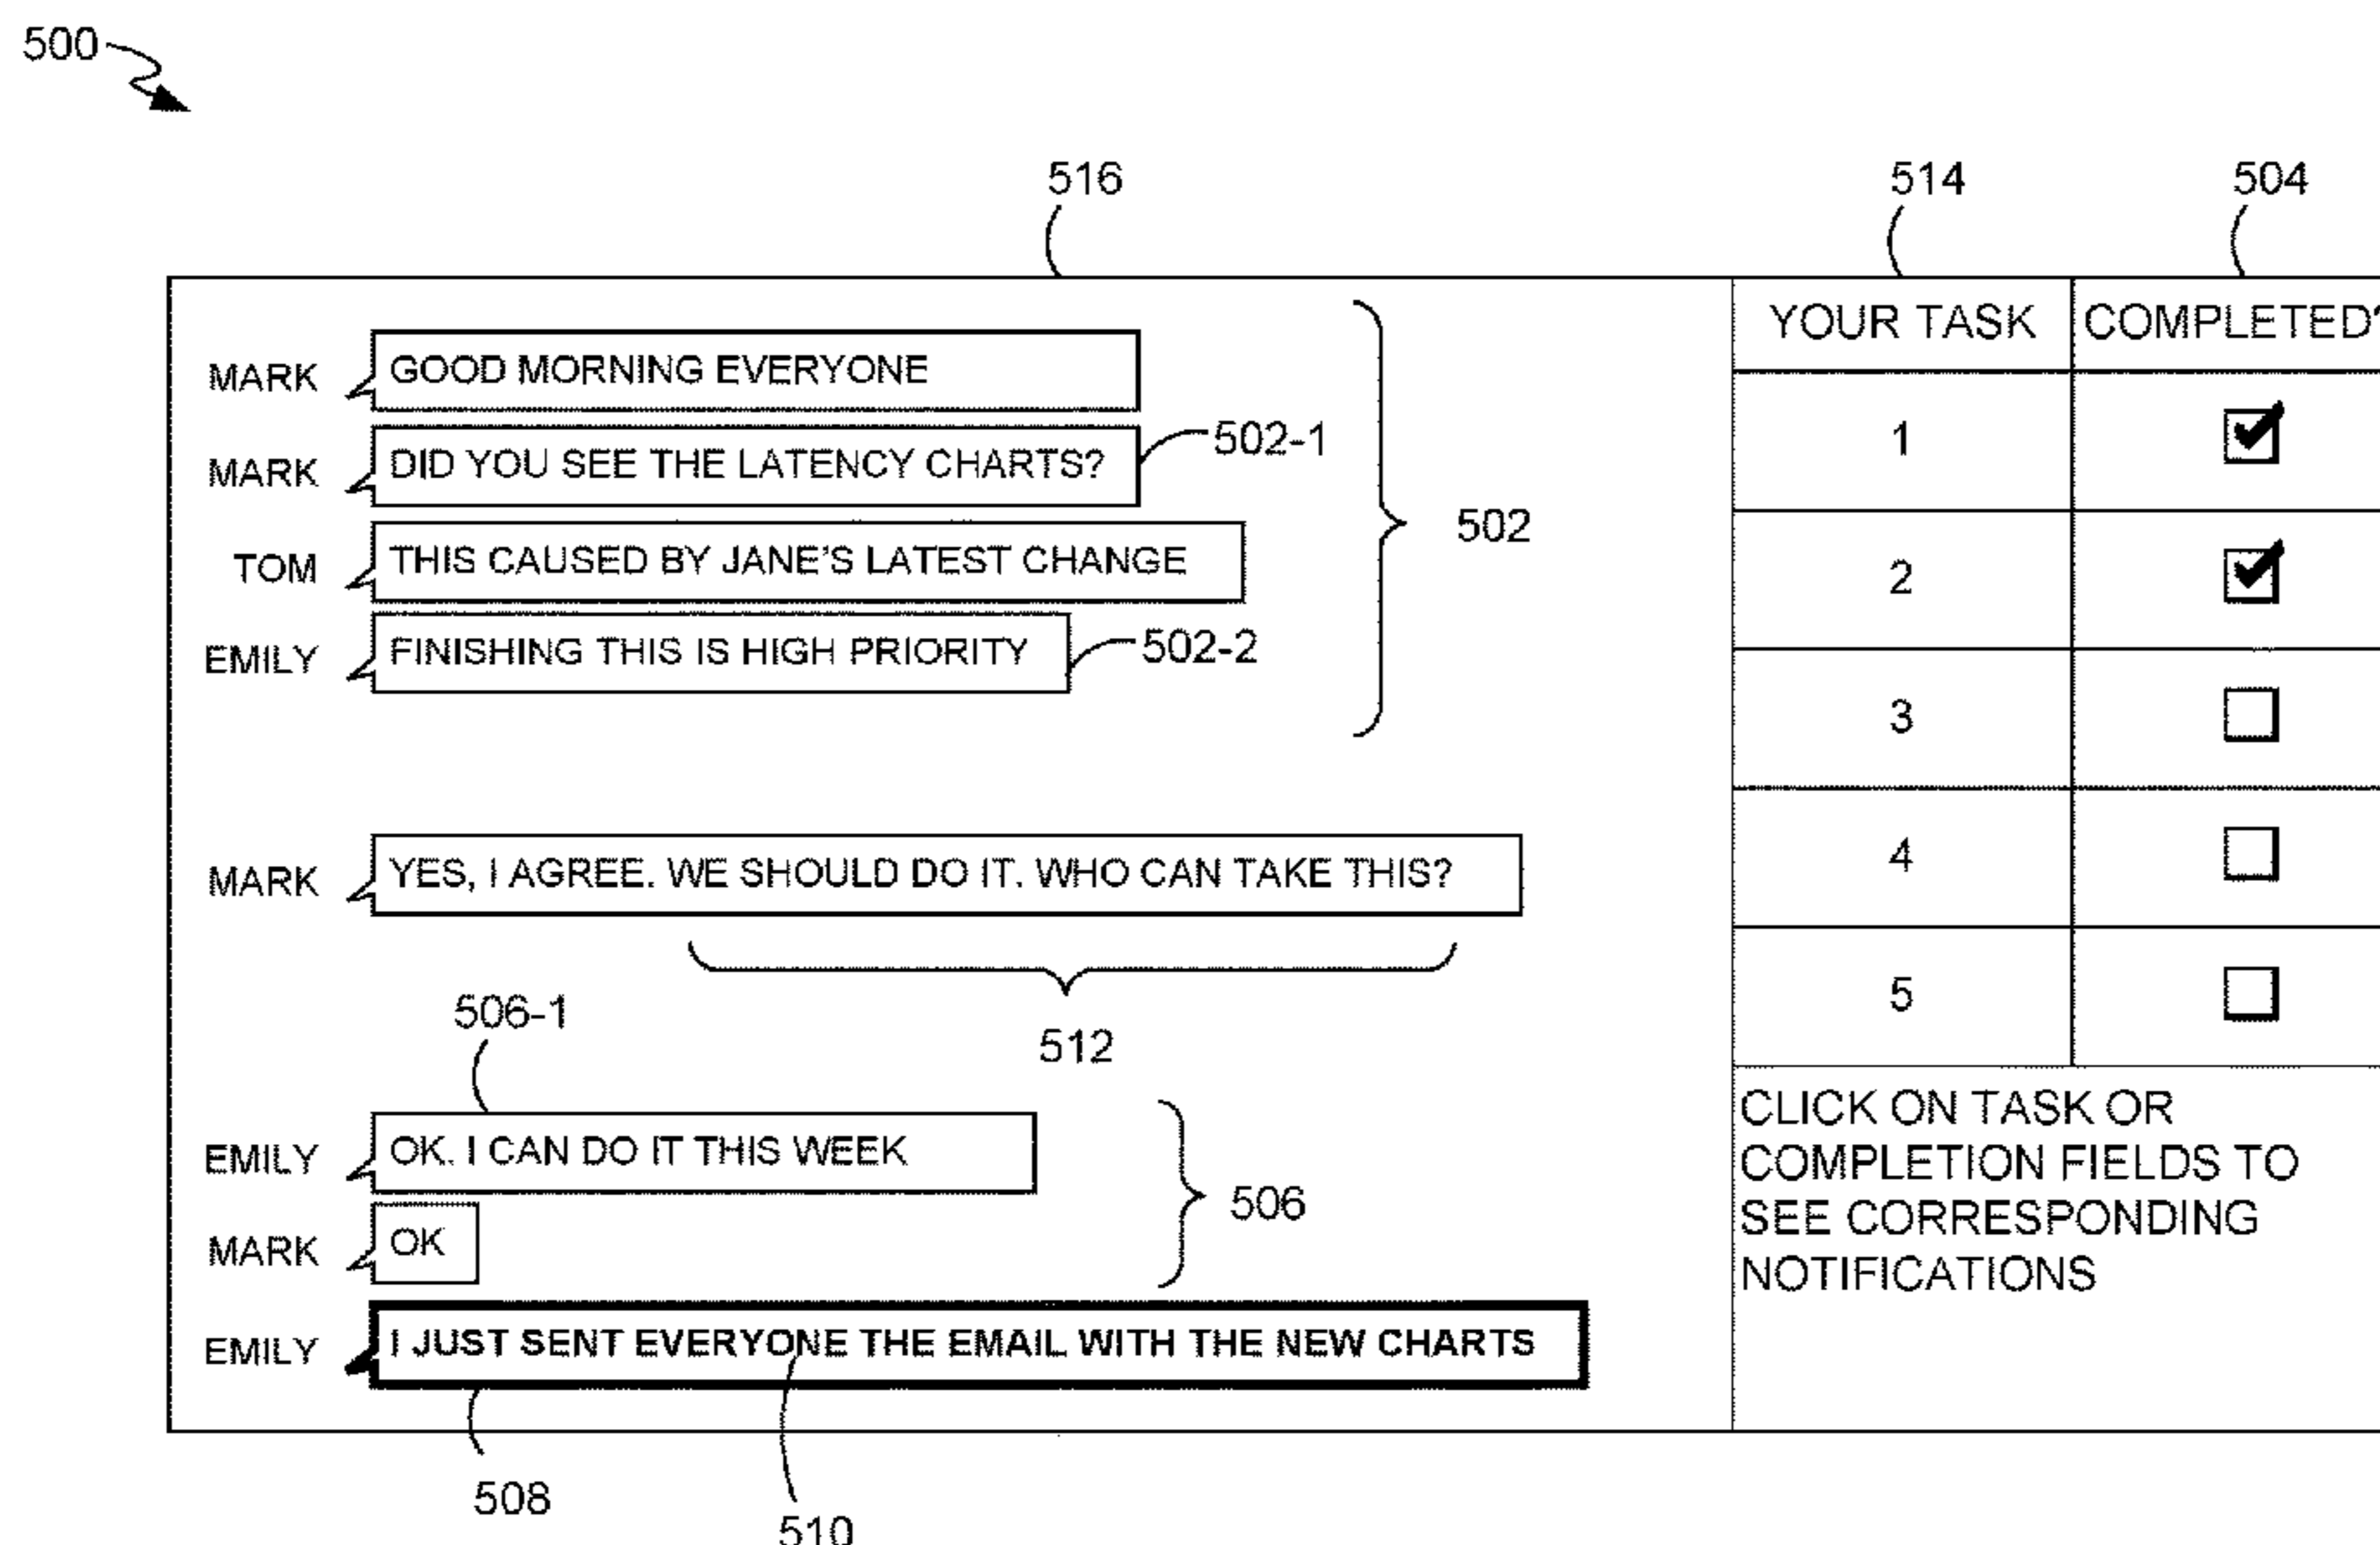 500
516
514
504
YOUR TASK
COMPLETED?
MARK
GOOD MORNING EVERYONE
MARK
DID YOU SEE THE LATENCY CHARTS?
502-1
TOM
THIS CAUSED BY JANE'S LATEST CHANGE
EMILY
FINISHING THIS IS HIGH PRIORITY
502-2
502
MARK
YES, I AGREE. WE SHOULD DO IT. WHO CAN TAKE THIS?
512
506-1
EMILY
OK. I CAN DO IT THIS WEEK
MARK
OK
506
EMILY
I JUST SENT EVERYONE THE EMAIL WITH THE NEW CHARTS
508
510
1
2
3
4
5
CLICK ON TASK OR
COMPLETION FIELDS TO
SEE CORRESPONDING
NOTIFICATIONS